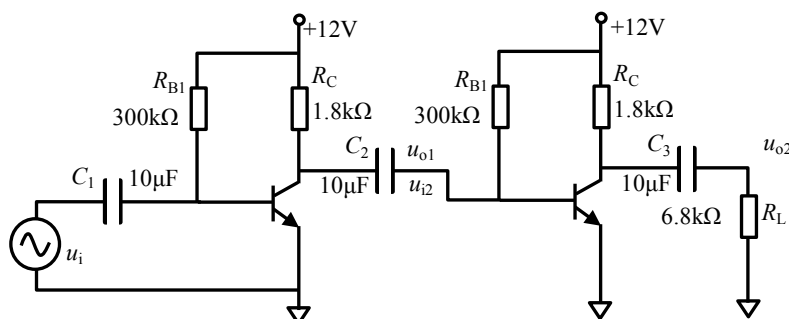 +12V
+12V
R_B1
300kΩ
R_C
1.8kΩ
R_B1
300kΩ
R_C
1.8kΩ
C_1
10μF
C_2
10μF
u_o1
u_i2
C_3
10μF
u_o2
6.8kΩ
R_L
u_i